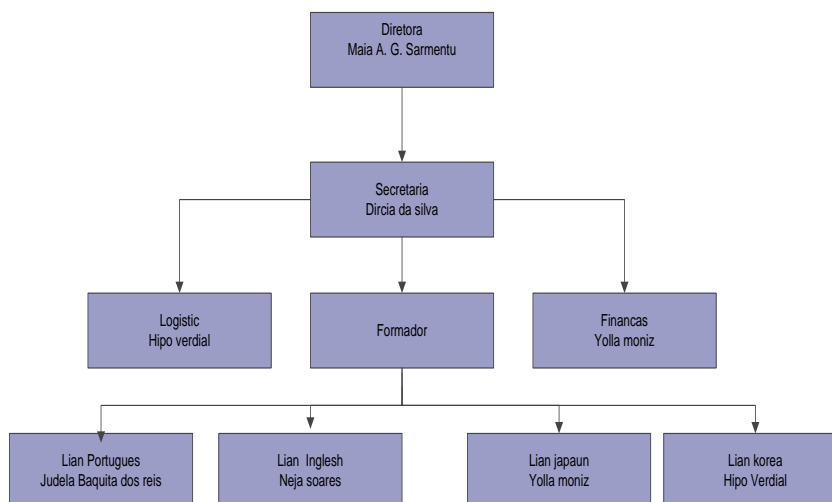 Diretora
Maia A. G. Sarmentu
Secretaria
Dircia da silva
Logistic
Hipo verdial
Formador
Financas
Yolla moniz
Lian Portugues
Judela Baquita dos reis
Lian Inglesh
Neja soares
Lian japaun
Yolla moniz
Lian korea
Hipo Verdial